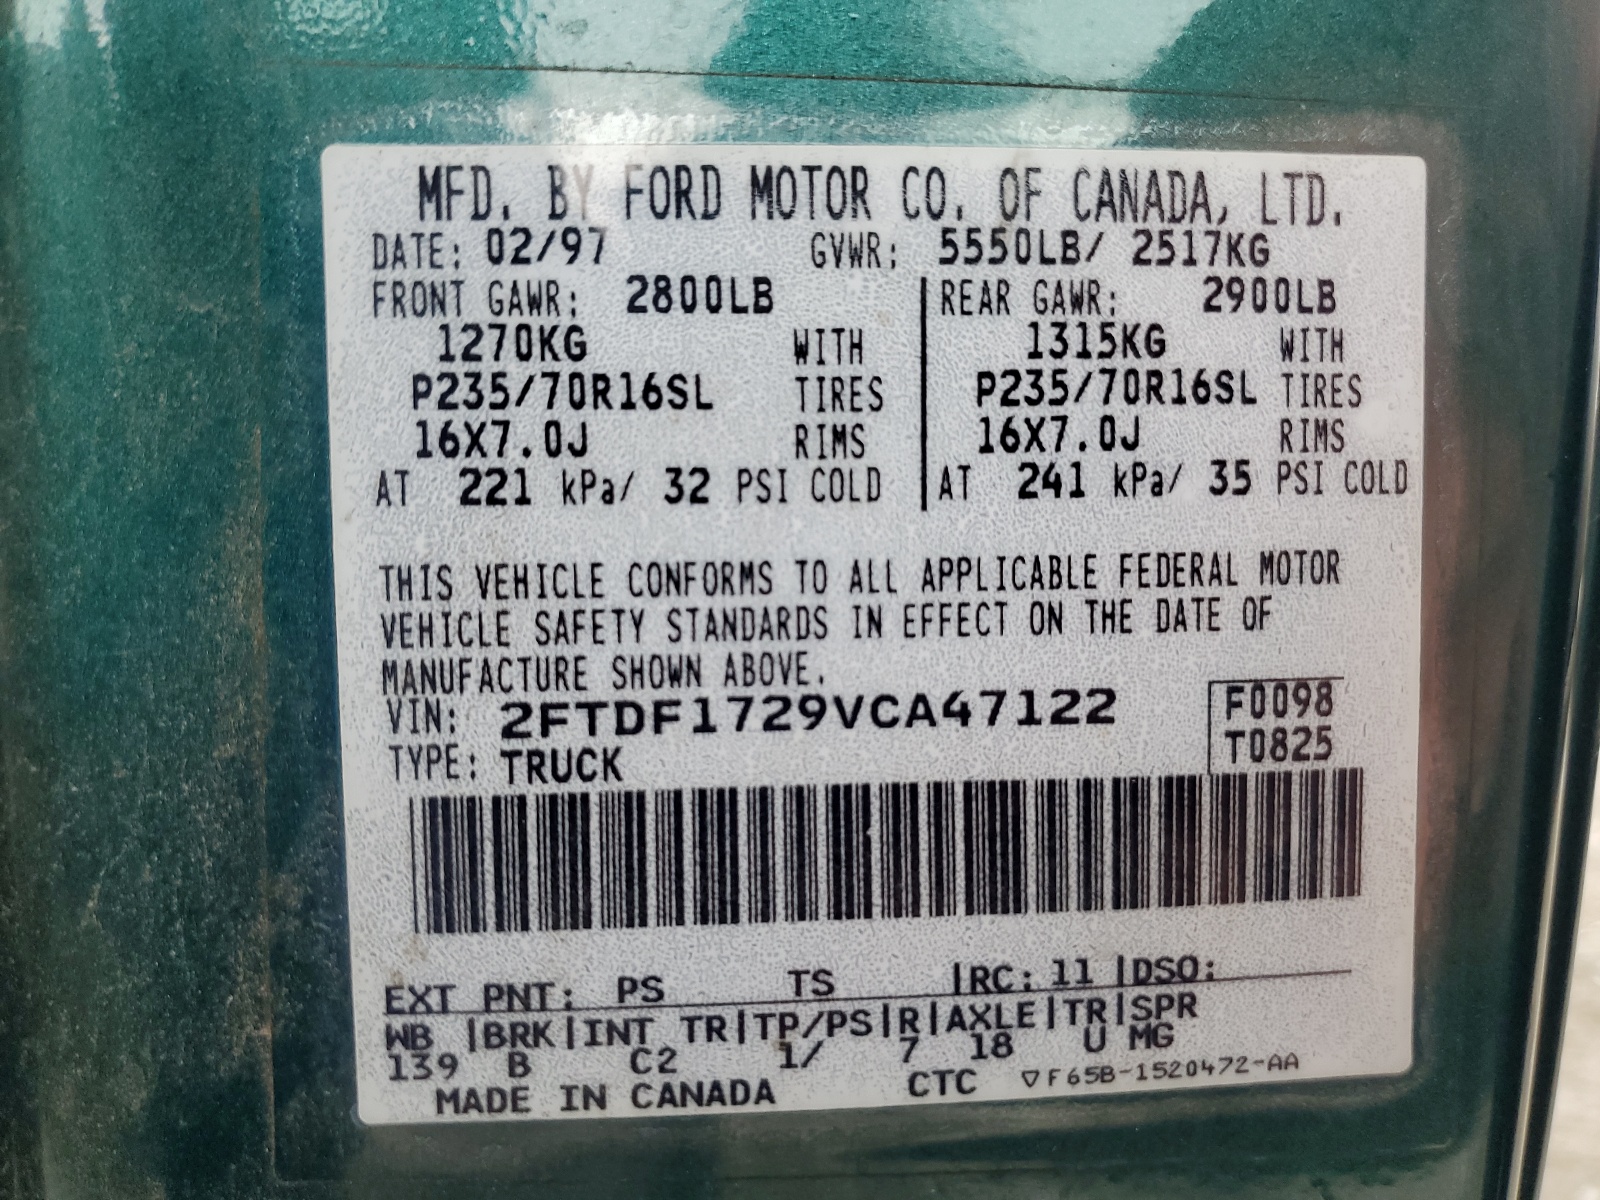 MFD. BY FORD MOTOR CO. OF CANADA, LTD.
DATE: 02/97 GVWR: 5550LB/ 2517KG
FRONT GAWR: 2800LB
1270KG WITH
P235/70R16SL TIRES
16X7.0J RIMS
AT 221 kPa/ 32 PSI COLD
REAR GAWR: 2900LB
1315KG WITH
P235/70R16SL TIRES
16X7.0J RIMS
AT 241 kPa/ 35 PSI COLD
THIS VEHICLE CONFORMS TO ALL APPLICABLE FEDERAL MOTOR
VEHICLE SAFETY STANDARDS IN EFFECT ON THE DATE OF
MANUFACTURE SHOWN ABOVE.
VIN: 2FTDF1729VCA47122
TYPE: TRUCK
F0098
T0825
EXT PNT: PS TS |RC: 11 |DSO:
WB |BRK|INT TR|TP/PS|R|AXLE|TR|SPR
139 B C2 1/ 7 18 U MG
MADE IN CANADA CTC ▽F65B-1520472-AA